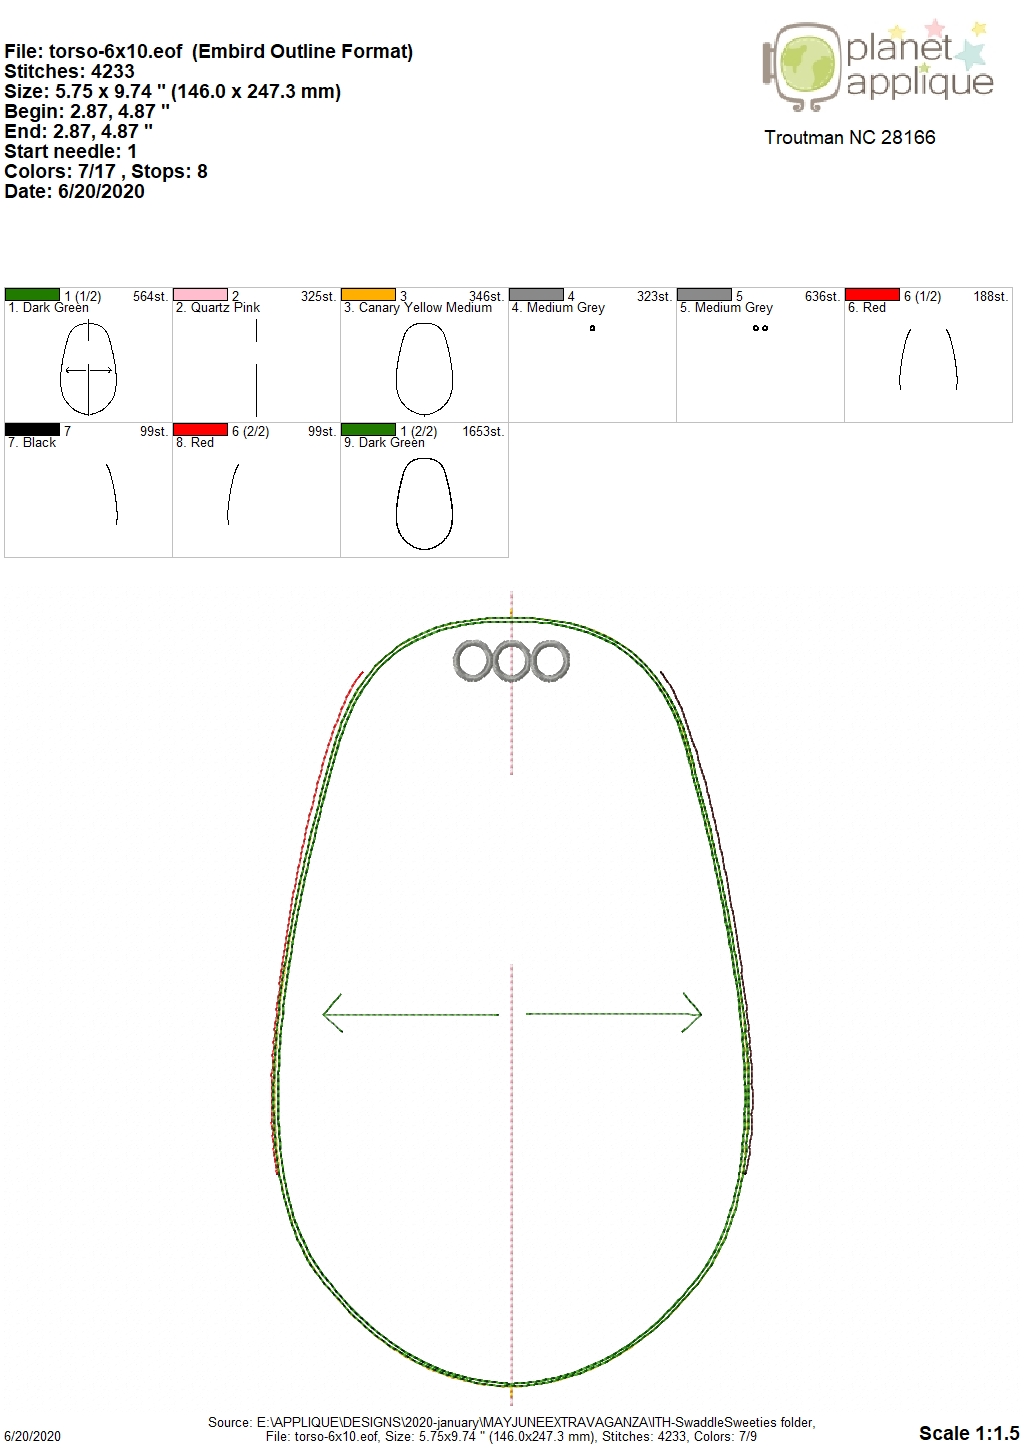 File: torso-6x10.eof (Embird Outline Format)
Stitches: 4233
Size: 5.75 x 9.74 " (146.0 x 247.3 mm)
Begin: 2.87, 4.87 "
End: 2.87, 4.87 "
Start needle: 1
Colors: 7/17 , Stops: 8
Date: 6/20/2020
planet
applique
Troutman NC 28166
1 (1/2) 564st.
1. Dark Green
2 325st.
2. Quartz Pink
3 346st.
3. Canary Yellow Medium
4 323st.
4. Medium Grey
5 636st.
5. Medium Grey
6 (1/2) 188st.
6. Red
7 99st.
7. Black
6 (2/2) 99st.
8. Red
1 (2/2) 1653st.
9. Dark Green
Source: E:\APPLIQUE\DESIGNS\2020-january\MAYJUNEEXTRAVAGANZA\ITH-SwaddleSweeties folder,
6/20/2020 File: torso-6x10.eof, Size: 5.75x9.74 " (146.0x247.3 mm), Stitches: 4233, Colors: 7/9 Scale 1:1.5